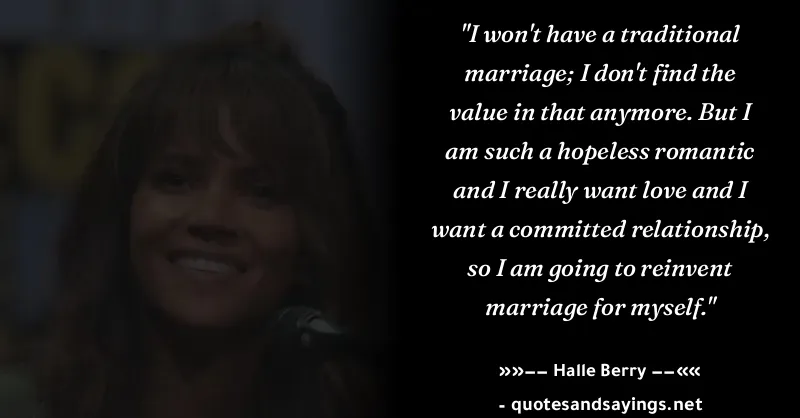 "I won't have a traditional
marriage; I don't find the
value in that anymore. But I
am such a hopeless romantic
and I really want love and I
want a committed relationship,
so I am going to reinvent
marriage for myself."
»»−− Halle Berry −−««
- quotesandsayings.net